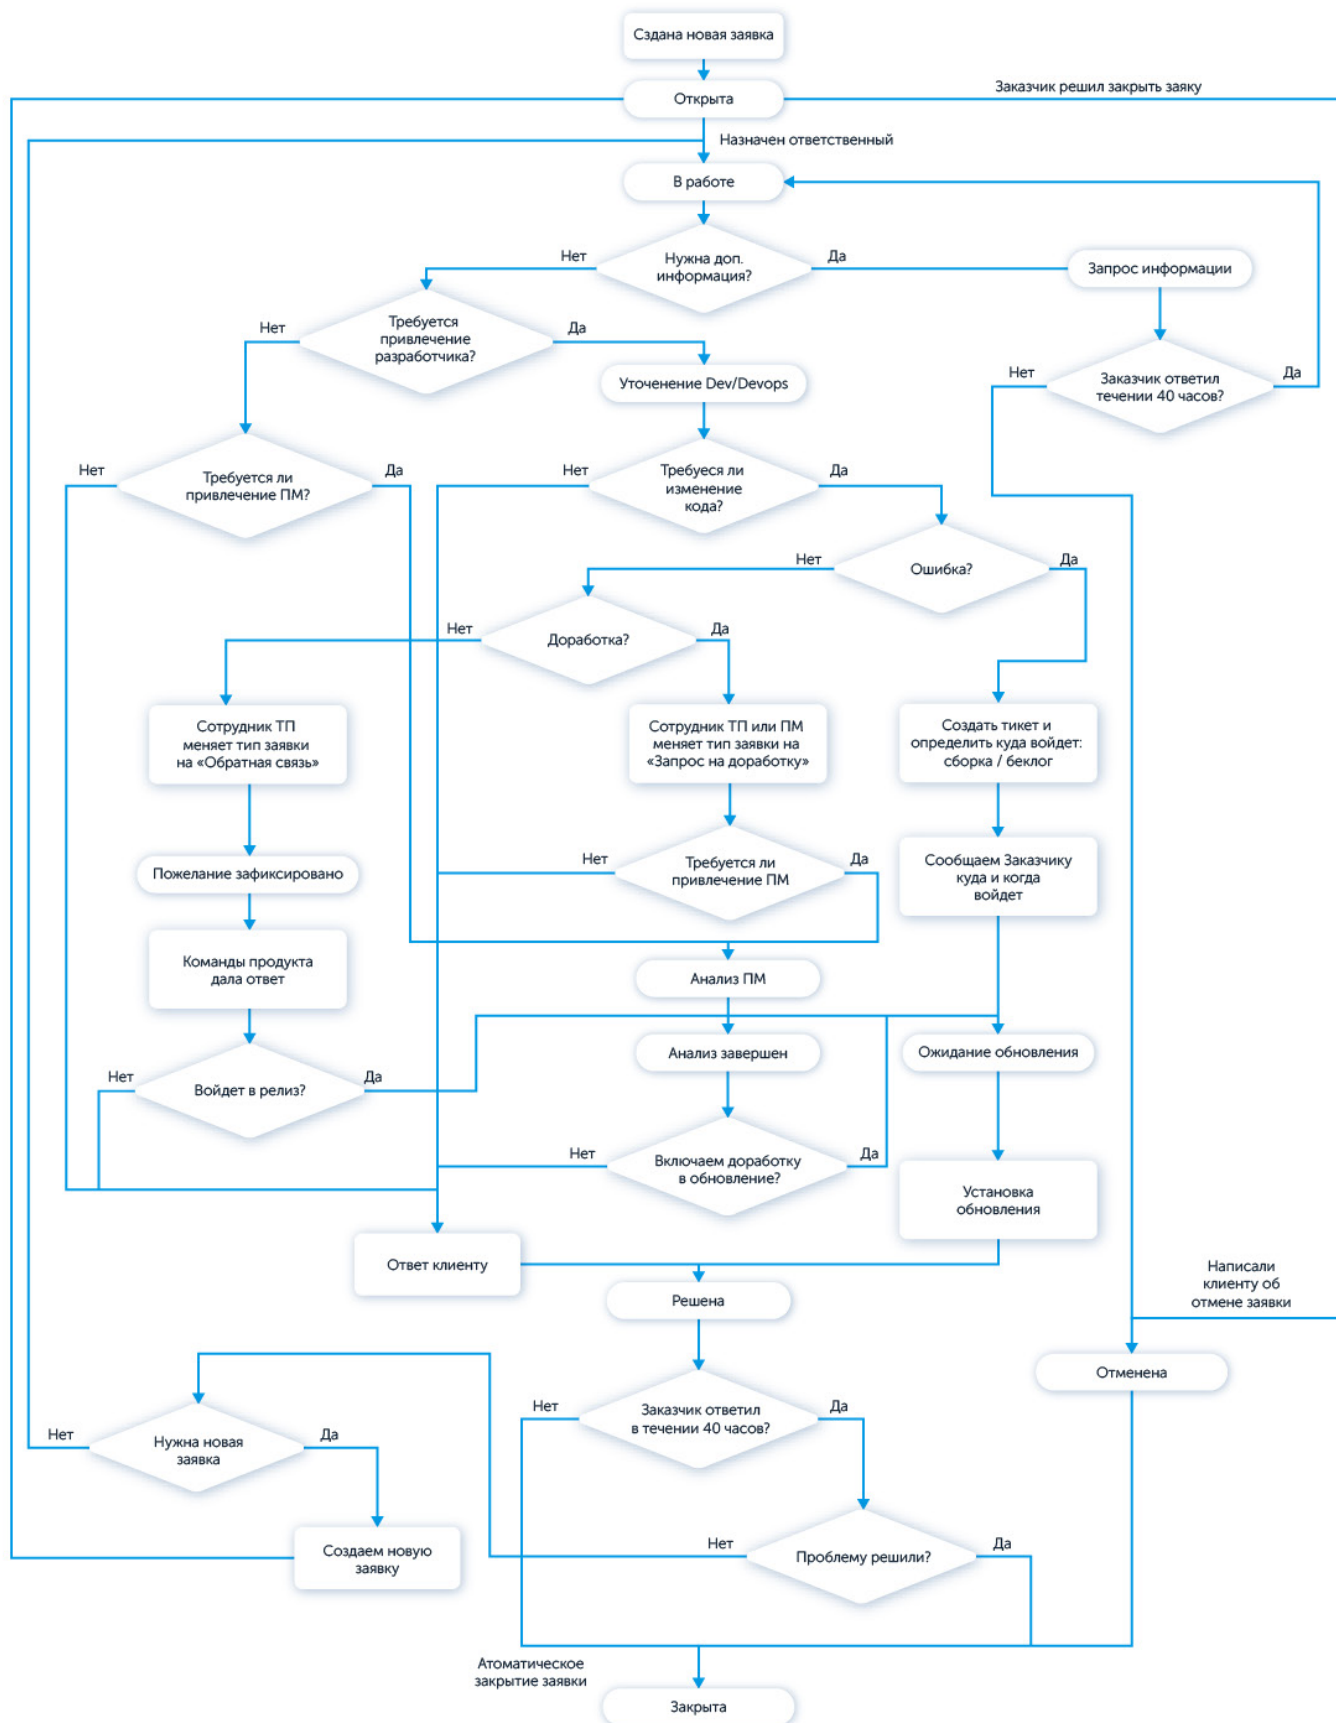 Сздана новая заявка
Открыта
Заказчик решил закрыть заяку
Назначен ответственный
В работе
Нет
Нужна доп.
информация?
Да
Запрос информации
Нет
Требуется
привлечение
разработчика?
Да
Уточенение Dev/Devops
Нет
Заказчик ответил
течении 40 часов?
Да
Нет
Требуется ли
привлечение ПМ?
Да
Нет
Требуеся ли
изменение
кода?
Да
Нет
Ошибка?
Да
Нет
Доработка?
Да
Сотрудник ТП
меняет тип заявки
на «Обратная связь»
Сотрудник ТП или ПМ
меняет тип заявки на
«Запрос на доработку»
Создать тикет и
определить куда войдет:
сборка / беклог
Пожелание зафиксировано
Нет
Требуется ли
привлечение ПМ
Да
Сообщаем Заказчику
куда и когда
войдет
Команды продукта
дала ответ
Анализ ПМ
Анализ завершен
Ожидание обновления
Нет
Войдет в релиз?
Да
Нет
Включаем доработку
в обновление?
Да
Установка
обновления
Ответ клиенту
Решена
Написали
клиенту об
отмене заявки
Отменена
Нет
Заказчик ответил
в течении 40 часов?
Да
Нет
Нужна новая
заявка
Да
Создаем новую
заявку
Нет
Проблему решили?
Да
Атоматическое
закрытие заявки
Закрыта